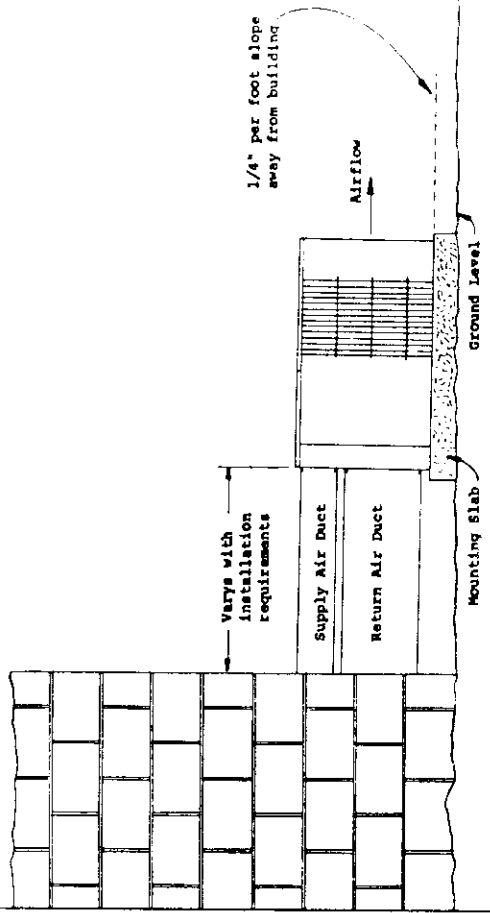 1/4" per foot slope
away from building
Airflow
Varys with
installation
requirements
Supply Air Duct
Return Air Duct
Mounting Slab
Ground Level